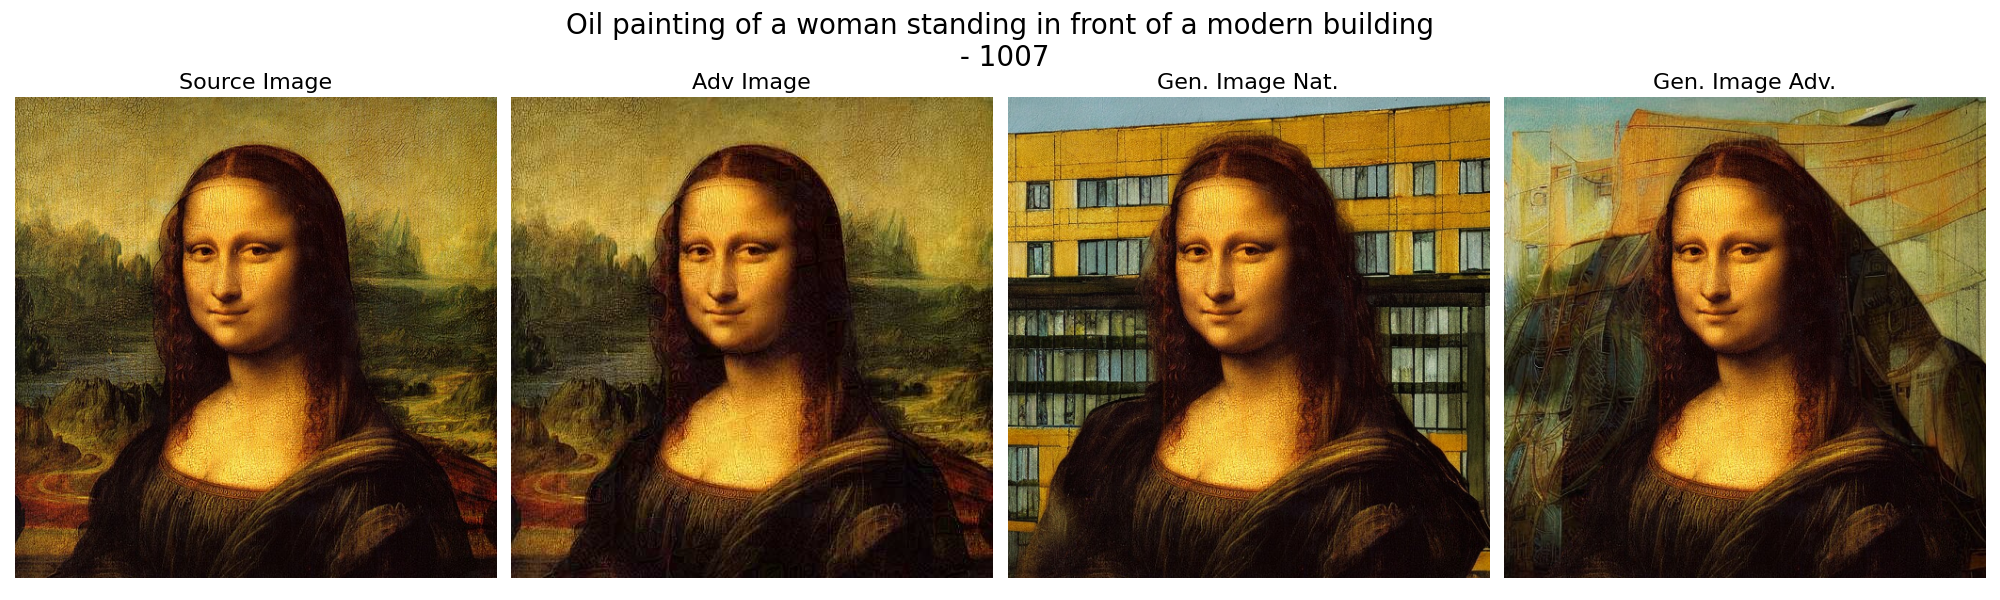 Oil painting of a woman standing in front of a modern building
- 1007
Source Image
Adv Image
Gen. Image Nat.
Gen. Image Adv.